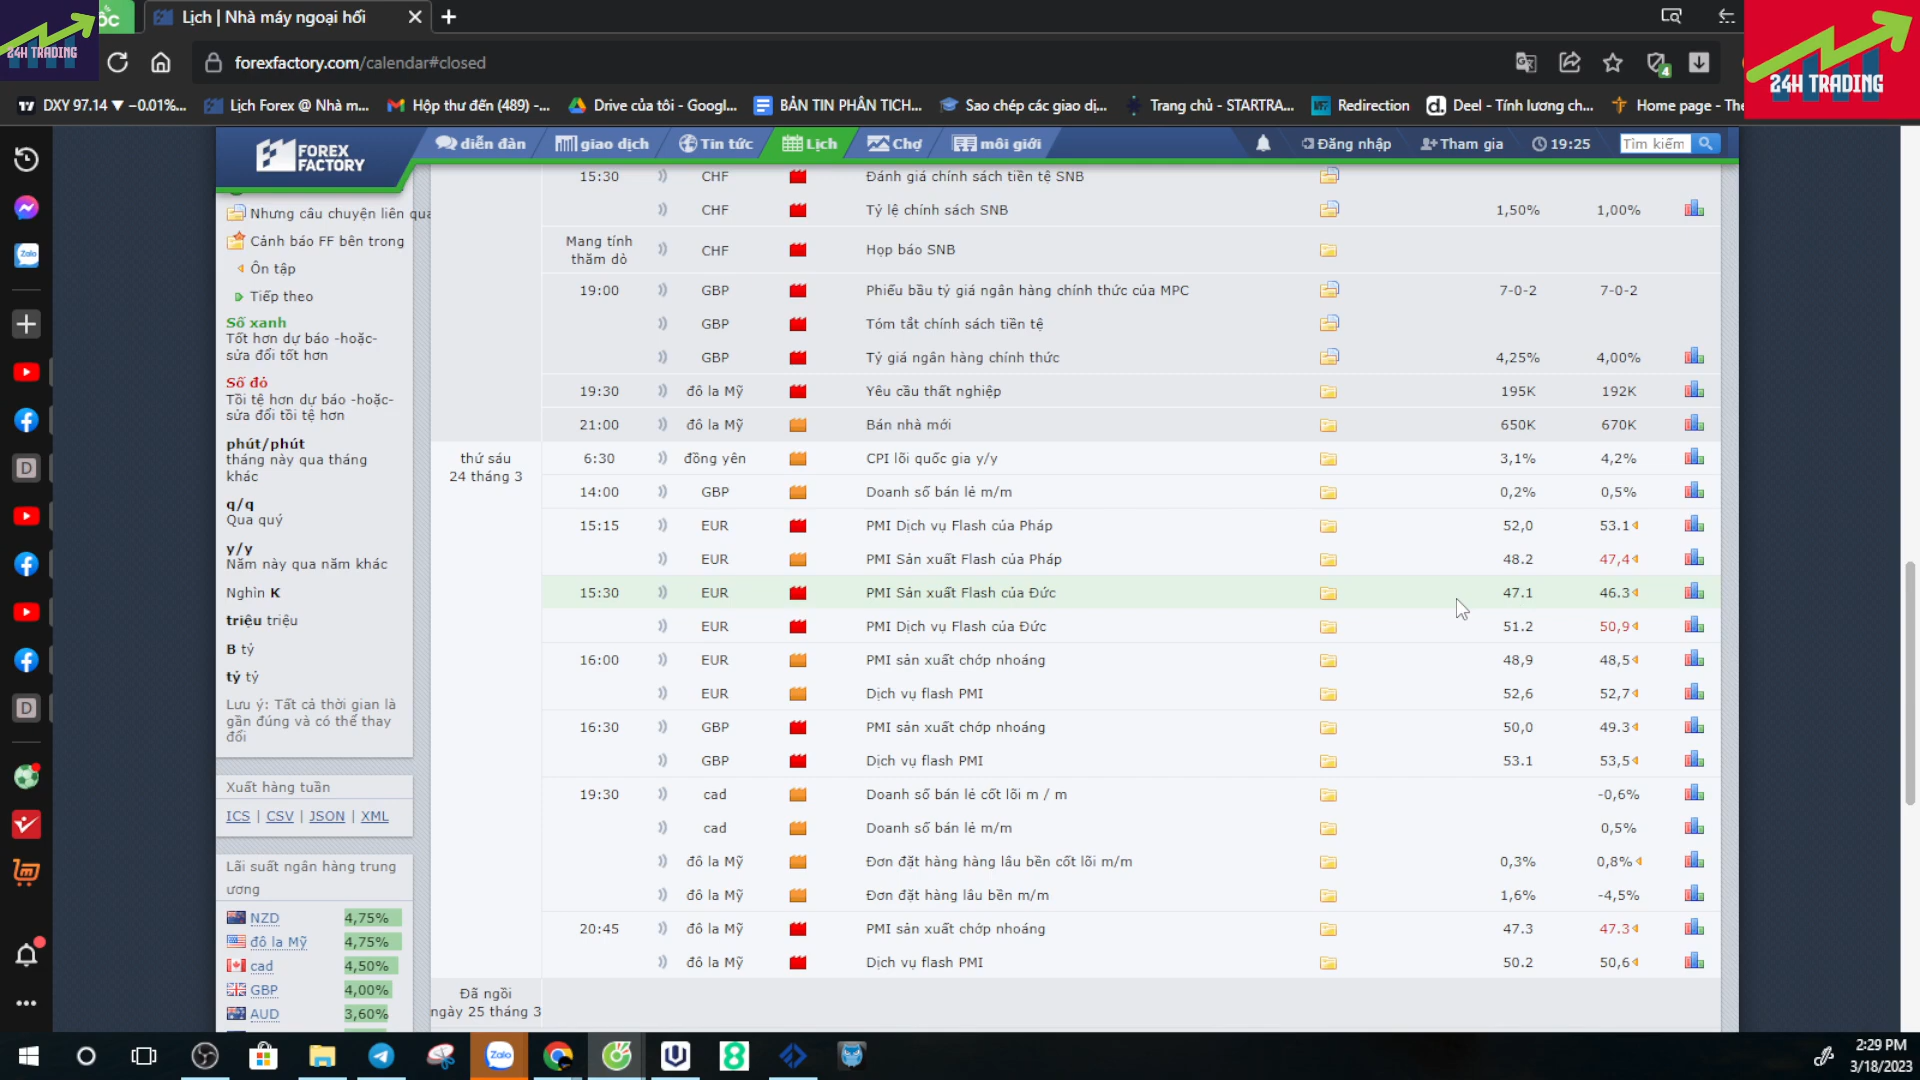 ốc
Lịch | Nhà máy ngoại hối
24H TRADING
forexfactory.com/calendar#closed
24H TRADING
DXY 97.14 ▼ −0.01%...
Lịch Forex @ Nhà m...
Hộp thư đến (489) -...
Drive của tôi - Googl...
BẢN TIN PHÂN TICH...
Sao chép các giao dị...
Trang chủ - STARTRA...
Redirection
Deel - Tính lương ch...
Home page - The
FOREX
FACTORY
diễn đàn
giao dịch
Tin tức
Lịch
Chợ
môi giới
Đăng nhập
Tham gia
19:25
Tìm kiếm
Nhưng câu chuyện liên qua
Cảnh báo FF bên trong
Ôn tập
Tiếp theo
Số xanh
Tốt hơn dự báo -hoặc-
sửa đổi tốt hơn
Số đỏ
Tồi tệ hơn dự báo -hoặc-
sửa đổi tồi tệ hơn
phút/phút
tháng này qua tháng
khác
q/q
Qua quý
y/y
Năm này qua năm khác
Nghìn K
triệu triệu
B tỷ
tỷ tỷ
Lưu ý: Tất cả thời gian là
gần đúng và có thể thay
đổi
Xuất hàng tuần
ICS | CSV | JSON | XML
Lãi suất ngân hàng trung
ương
NZD 4,75%
đô la Mỹ 4,75%
cad 4,50%
GBP 4,00%
AUD 3,60%
15:30 CHF Đánh giá chính sách tiền tệ SNB
CHF Tỷ lệ chính sách SNB 1,50% 1,00%
Mang tính
thăm dò
CHF Họp báo SNB
19:00 GBP Phiếu bầu tỷ giá ngân hàng chính thức của MPC 7-0-2 7-0-2
GBP Tóm tắt chính sách tiền tệ
GBP Tỷ giá ngân hàng chính thức 4,25% 4,00%
19:30 đô la Mỹ Yêu cầu thất nghiệp 195K 192K
21:00 đô la Mỹ Bán nhà mới 650K 670K
thứ sáu
24 tháng 3
6:30 đồng yên CPI lõi quốc gia y/y 3,1% 4,2%
14:00 GBP Doanh số bán lẻ m/m 0,2% 0,5%
15:15 EUR PMI Dịch vụ Flash của Pháp 52,0 53.1
EUR PMI Sản xuất Flash của Pháp 48.2 47,4
15:30 EUR PMI Sản xuất Flash của Đức 47.1 46.3
EUR PMI Dịch vụ Flash của Đức 51.2 50,9
16:00 EUR PMI sản xuất chớp nhoáng 48,9 48,5
EUR Dịch vụ flash PMI 52,6 52,7
16:30 GBP PMI sản xuất chớp nhoáng 50,0 49.3
GBP Dịch vụ flash PMI 53.1 53,5
19:30 cad Doanh số bán lẻ cốt lõi m / m -0,6%
cad Doanh số bán lẻ m/m 0,5%
đô la Mỹ Đơn đặt hàng hàng lâu bền cốt lõi m/m 0,3% 0,8%
đô la Mỹ Đơn đặt hàng lâu bền m/m 1,6% -4,5%
20:45 đô la Mỹ PMI sản xuất chớp nhoáng 47.3 47.3
đô la Mỹ Dịch vụ flash PMI 50.2 50,6
Đã ngồi
ngày 25 tháng 3
Zalo
2:29 PM
3/18/2023